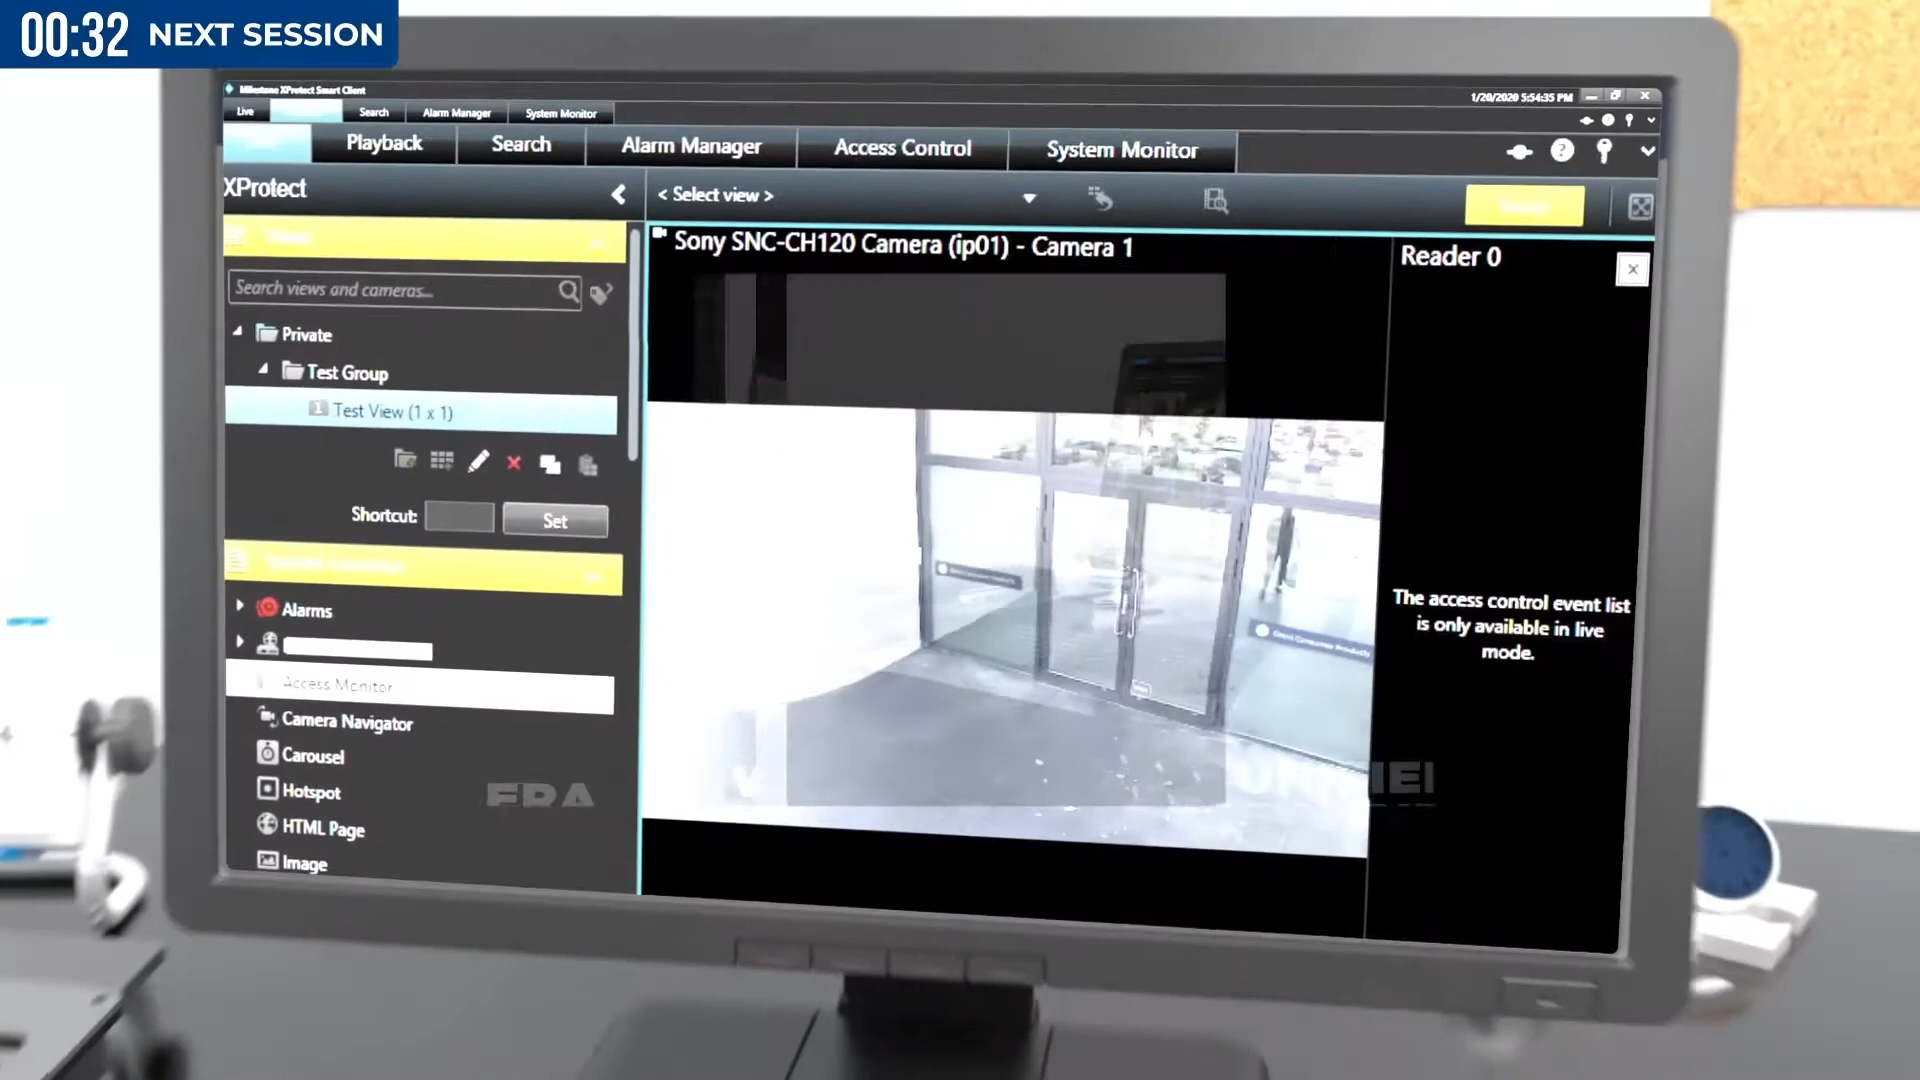 00:32 NEXT SESSION
Milestone XProtect Smart Client
1/20/2020 5:54:35 PM
Live
Search
Alarm Manager
System Monitor
Playback
Search
Alarm Manager
Access Control
System Monitor
XProtect
< Select view >
Sony SNC-CH120 Camera (ip01) - Camera 1
Reader 0
Search views and cameras...
Private
Test Group
1 Test View (1 x 1)
Shortcut:
Set
Alarms
Access Monitor
Camera Navigator
Carousel
Hotspot
HTML Page
Image
The access control event list
is only available in live
mode.